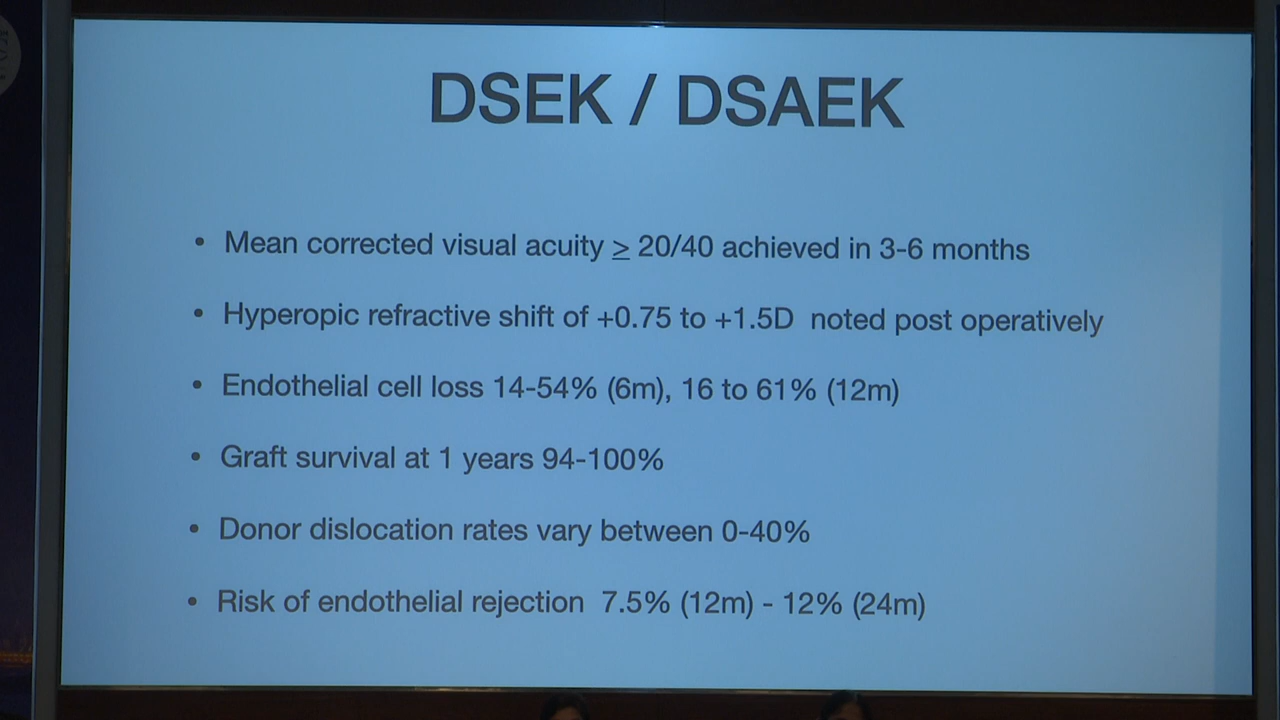 DSEK / DSAEK
• Mean corrected visual acuity ≥ 20/40 achieved in 3-6 months
• Hyperopic refractive shift of +0.75 to +1.5D noted post operatively
• Endothelial cell loss 14-54% (6m), 16 to 61% (12m)
• Graft survival at 1 years 94-100%
• Donor dislocation rates vary between 0-40%
• Risk of endothelial rejection 7.5% (12m) - 12% (24m)